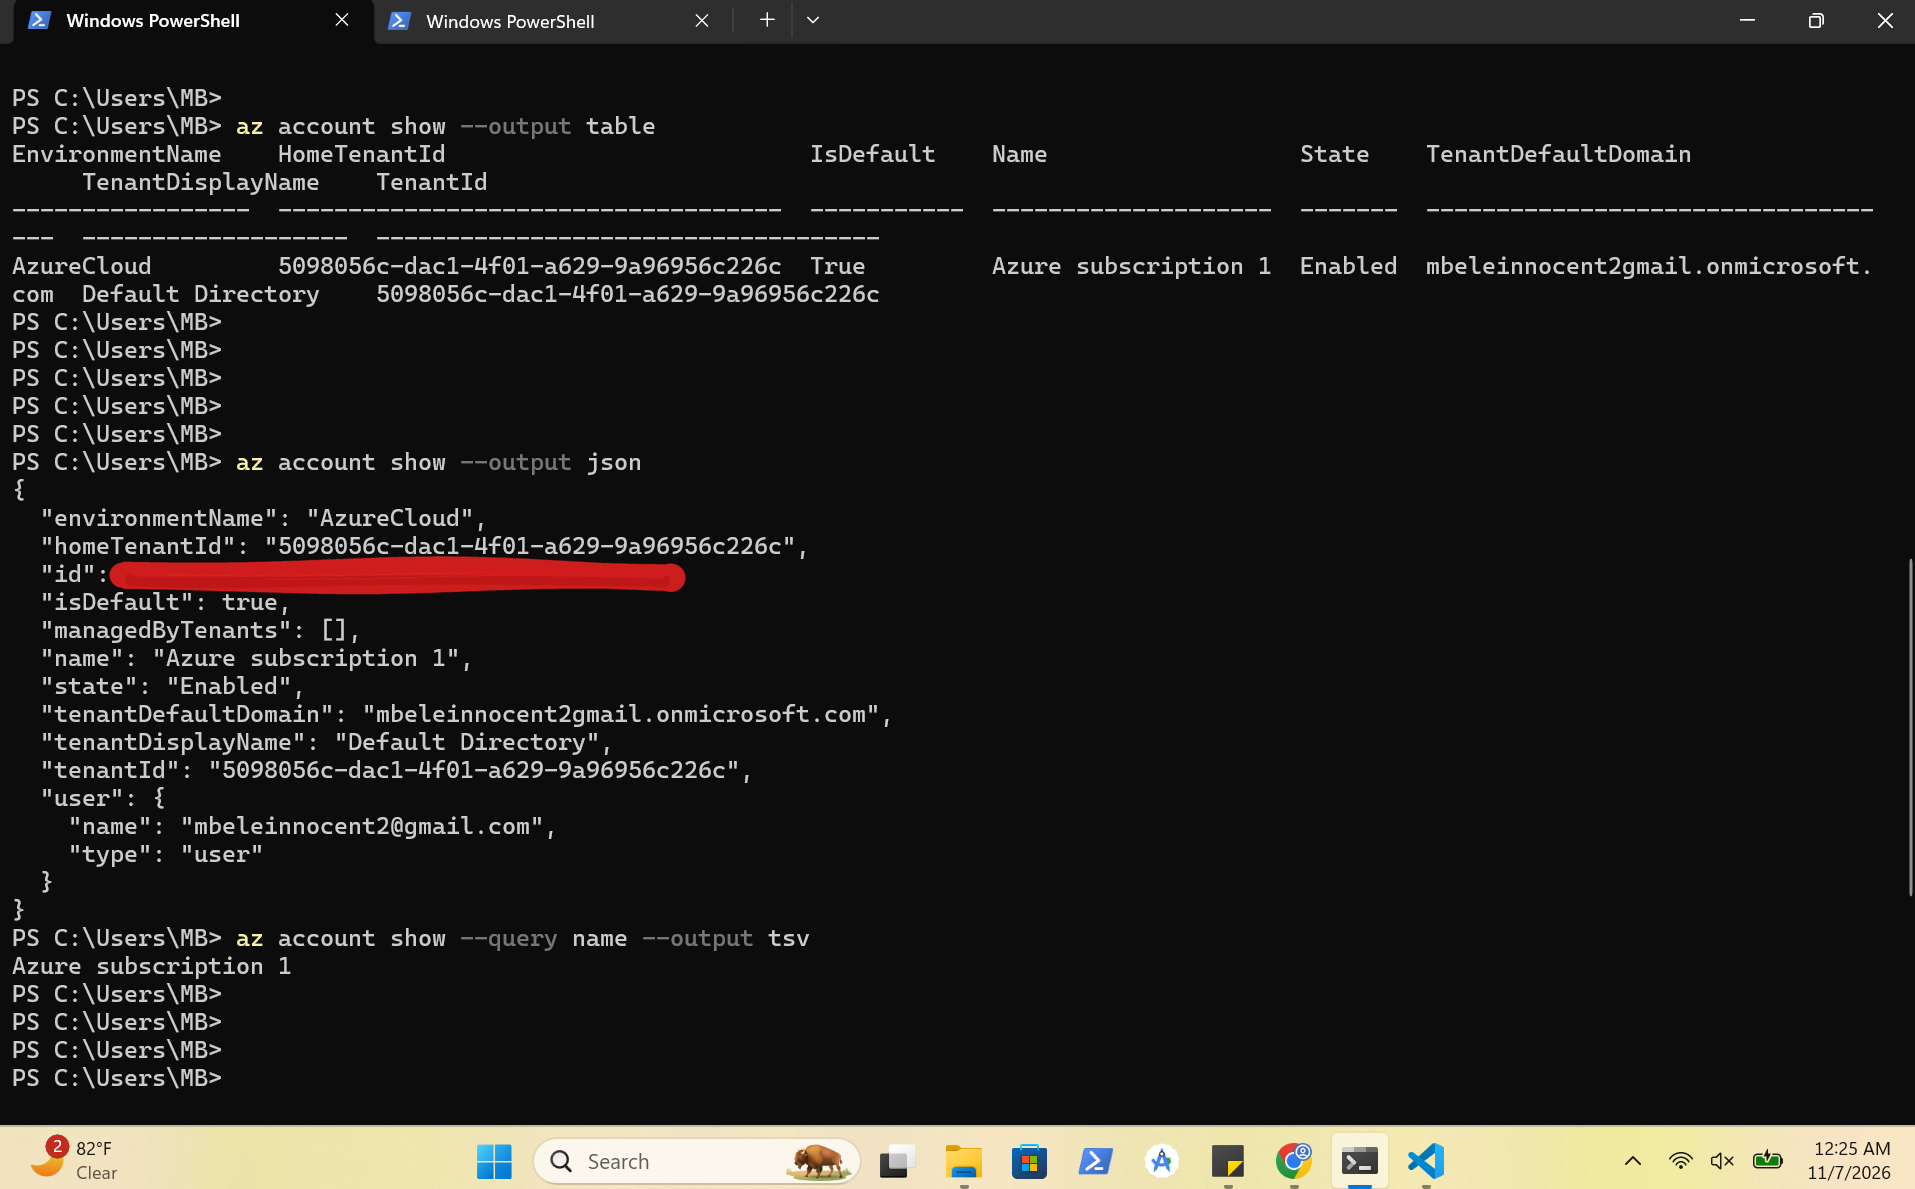 Windows PowerShell
Windows PowerShell
PS C:\Users\MB>
PS C:\Users\MB> az account show --output table
EnvironmentName    HomeTenantId                          IsDefault    Name                  State    TenantDefaultDomain
     TenantDisplayName    TenantId
-----------------  ------------------------------------  -----------  --------------------  -------  --------------------------------
---  -------------------  ------------------------------------
AzureCloud         5098056c-dac1-4f01-a629-9a96956c226c  True         Azure subscription 1  Enabled  mbeleinnocent2gmail.onmicrosoft.
com  Default Directory    5098056c-dac1-4f01-a629-9a96956c226c
PS C:\Users\MB>
PS C:\Users\MB>
PS C:\Users\MB>
PS C:\Users\MB>
PS C:\Users\MB>
PS C:\Users\MB> az account show --output json
{
  "environmentName": "AzureCloud",
  "homeTenantId": "5098056c-dac1-4f01-a629-9a96956c226c",
  "id":
  "isDefault": true,
  "managedByTenants": [],
  "name": "Azure subscription 1",
  "state": "Enabled",
  "tenantDefaultDomain": "mbeleinnocent2gmail.onmicrosoft.com",
  "tenantDisplayName": "Default Directory",
  "tenantId": "5098056c-dac1-4f01-a629-9a96956c226c",
  "user": {
    "name": "mbeleinnocent2@gmail.com",
    "type": "user"
  }
}
PS C:\Users\MB> az account show --query name --output tsv
Azure subscription 1
PS C:\Users\MB>
PS C:\Users\MB>
PS C:\Users\MB>
PS C:\Users\MB>
2
82°F
Clear
Search
12:25 AM
11/7/2026